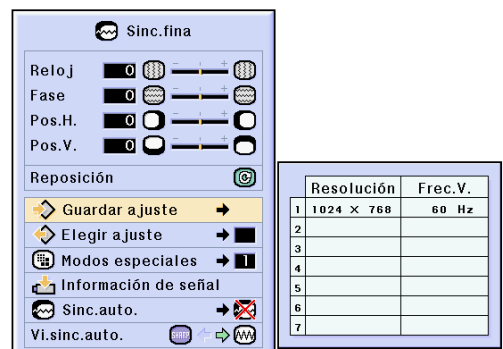 Sinc.fina
Reloj 0 - +
Fase 0 - +
Pos.H. 0 - +
Pos.V. 0 - +
Reposición
Guardar ajuste
Elegir ajuste
Modos especiales 1
Información de señal
Sinc.auto.
Vi.sinc.auto.
Resolución Frec.V.
1 1024 X 768 60 Hz
2
3
4
5
6
7